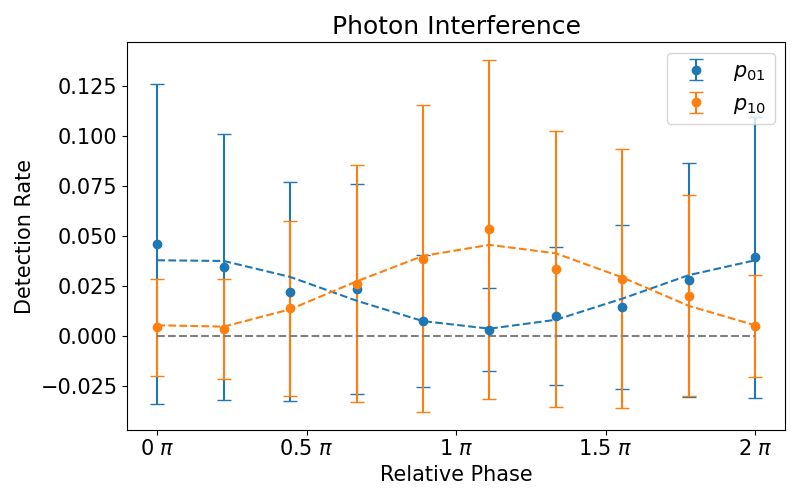 Photon Interference
Detection Rate
0.125
0.100
0.075
0.050
0.025
0.000
−0.025
p01
p10
0 π
0.5 π
1 π
1.5 π
2 π
Relative Phase